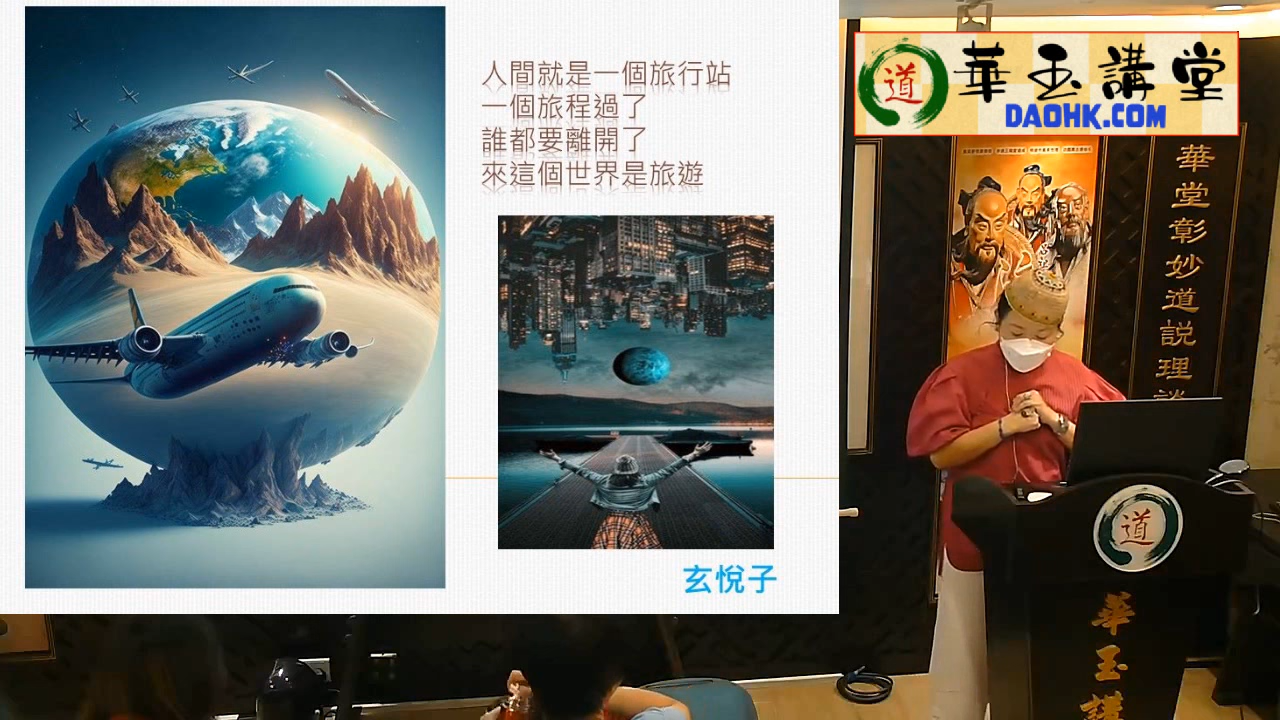 人間就是一個旅行站
一個旅程過了
誰都要離開了
來這個世界是旅遊
玄悅子
道
華玉講堂
DAOHK.COM
華堂彰妙道説理
道
華玉講